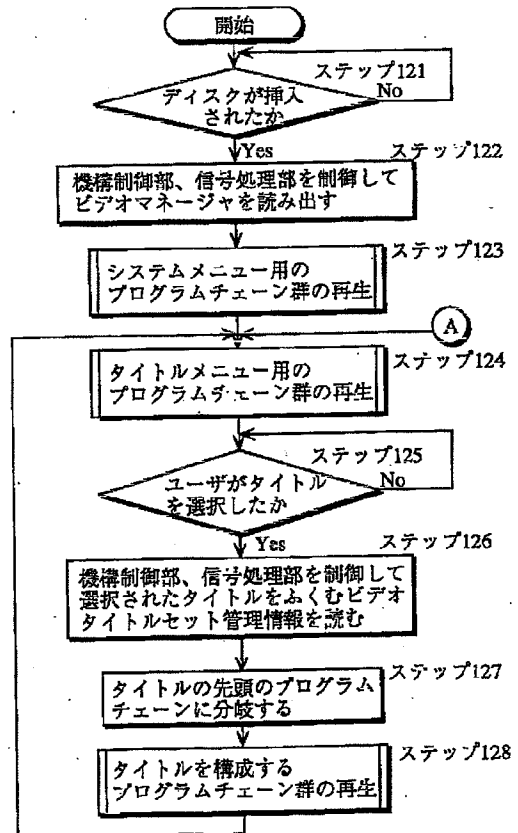 開始
ステップ121
ディスクが挿入
されたか
No
Yes
ステップ122
機構制御部、信号処理部を制御して
ビデオマネージャを読み出す
ステップ123
システムメニュー用の
プログラムチェーン群の再生
A
ステップ124
タイトルメニュー用の
プログラムチェーン群の再生
ステップ125
ユーザがタイトル
を選択したか
No
Yes
ステップ126
機構制御部、信号処理部を制御して
選択されたタイトルをふくむビデオ
タイトルセット管理情報を読む
ステップ127
タイトルの先頭のプログラム
チェーンに分岐する
ステップ128
タイトルを構成する
プログラムチェーン群の再生